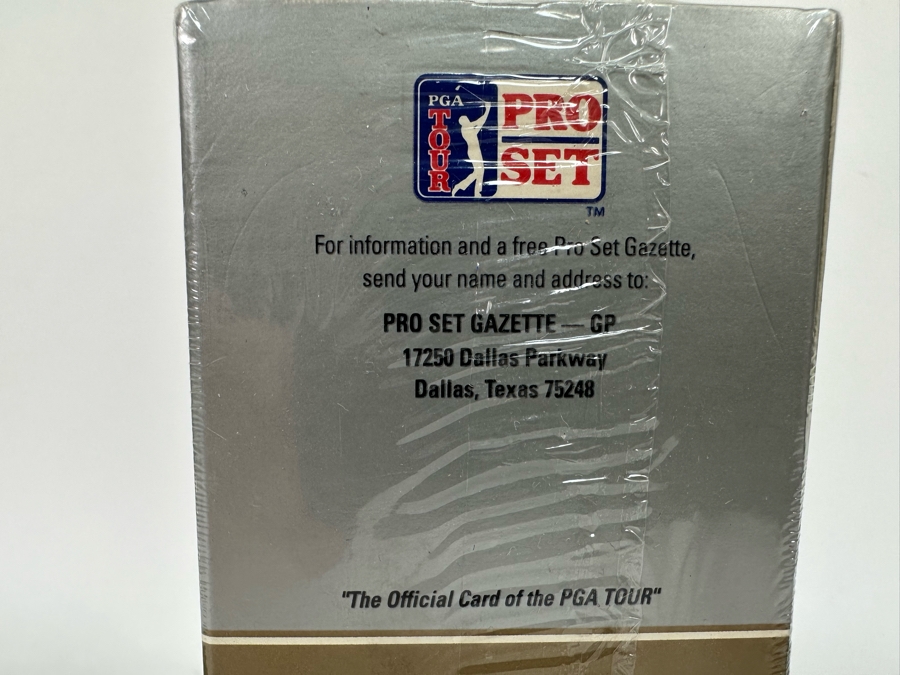 PGA
TOUR
PRO
SET
TM
For information and a free Pro Set Gazette,
send your name and address to:
PRO SET GAZETTE — GP
17250 Dallas Parkway
Dallas, Texas 75248
"The Official Card of the PGA TOUR"